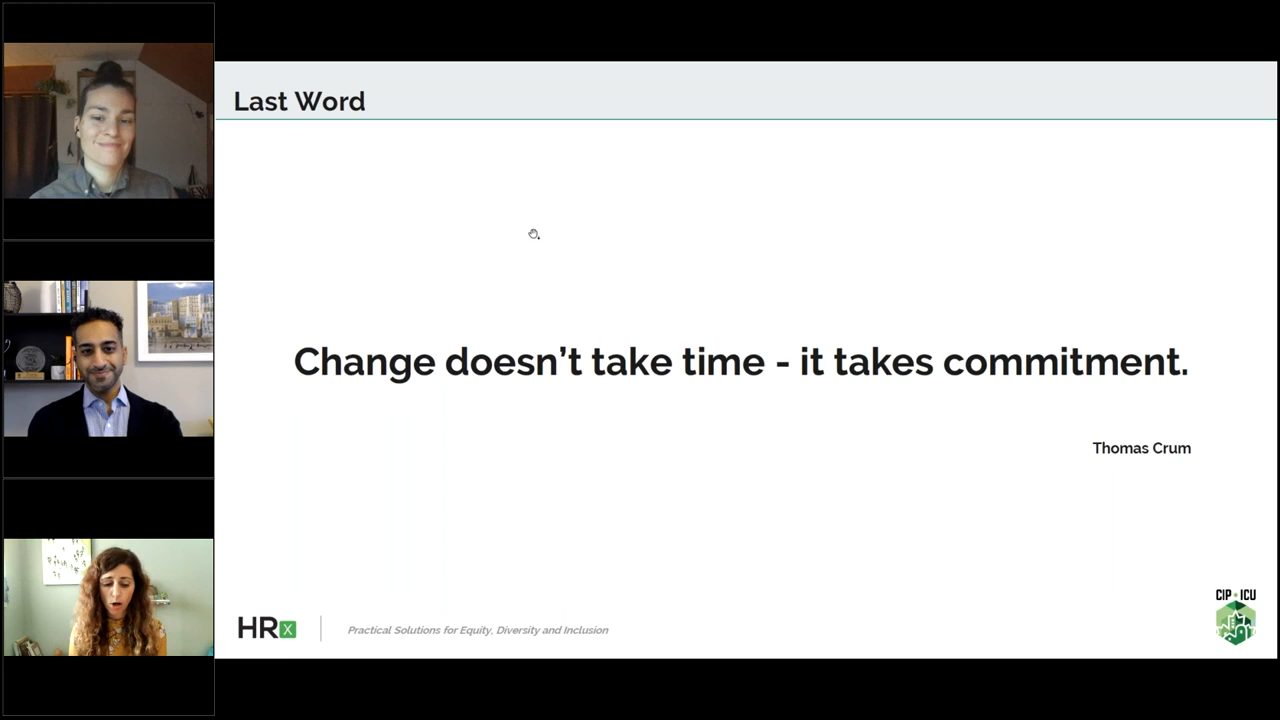 Last Word
Change doesn’t take time - it takes commitment.
Thomas Crum
HRX
Practical Solutions for Equity, Diversity and Inclusion
CIP ICU